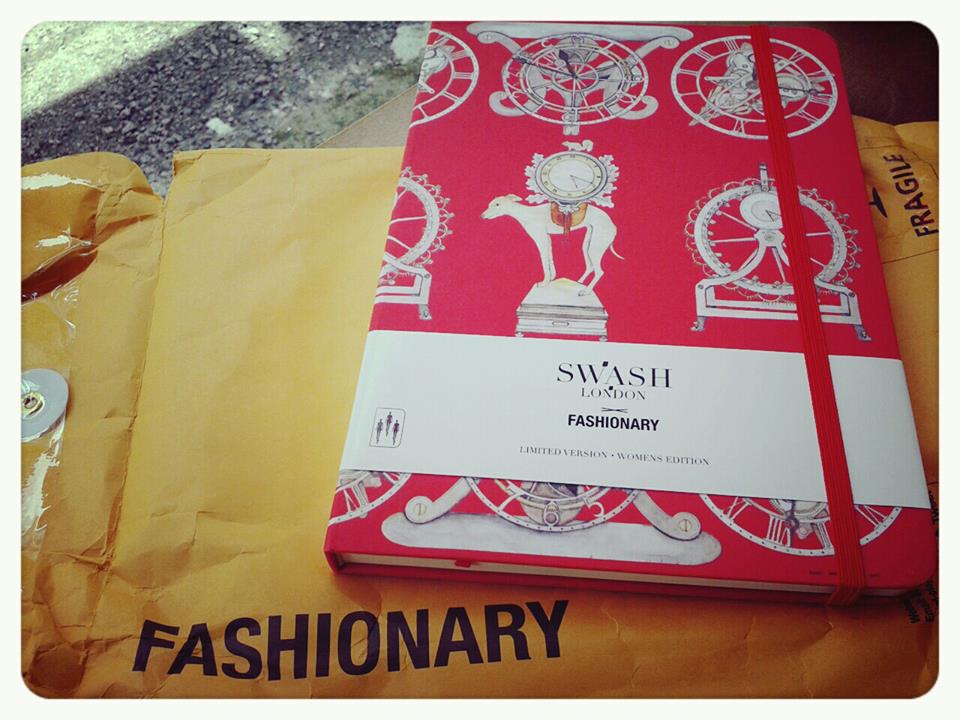 FRAGILE
SWASH
LONDON
FASHIONARY
LIMITED VERSION • WOMENS EDITION
FASHIONARY